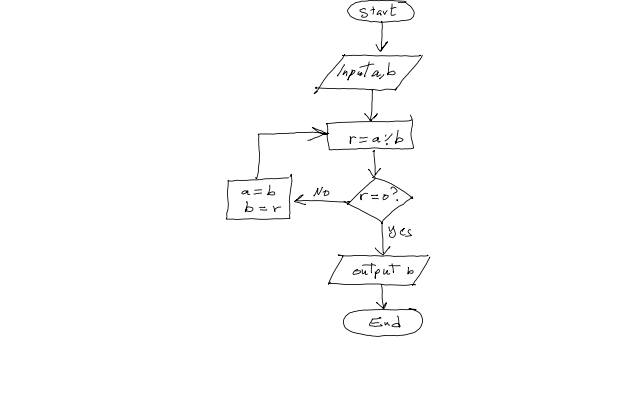 Start
Input a,b
r = a % b
r = 0?
No
a = b
b = r
yes
output b
End